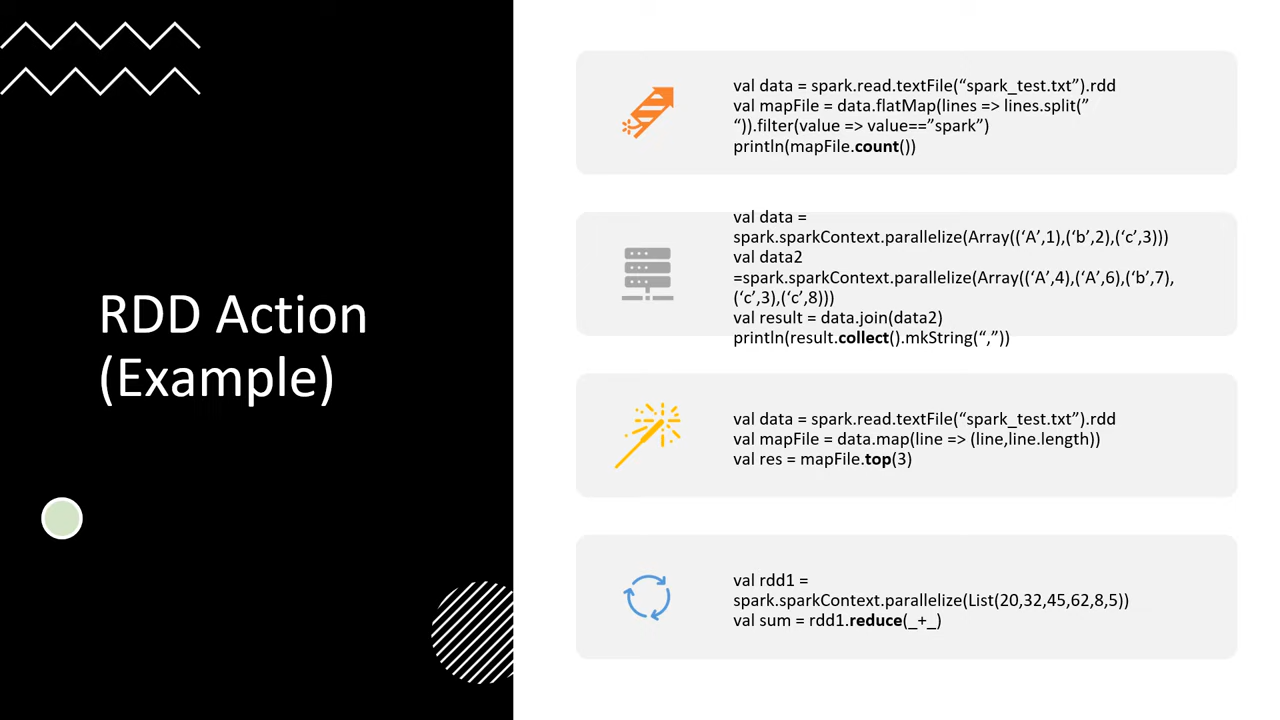 RDD Action
(Example)
val data = spark.read.textFile(“spark_test.txt”).rdd
val mapFile = data.flatMap(lines => lines.split(”
“)).filter(value => value==”spark”)
println(mapFile.count())
val data =
spark.sparkContext.parallelize(Array((‘A’,1),(‘b’,2),(‘c’,3)))
val data2
=spark.sparkContext.parallelize(Array((‘A’,4),(‘A’,6),(‘b’,7),
(‘c’,3),(‘c’,8)))
val result = data.join(data2)
println(result.collect().mkString(“,”))
val data = spark.read.textFile(“spark_test.txt”).rdd
val mapFile = data.map(line => (line,line.length))
val res = mapFile.top(3)
val rdd1 =
spark.sparkContext.parallelize(List(20,32,45,62,8,5))
val sum = rdd1.reduce(_+_)